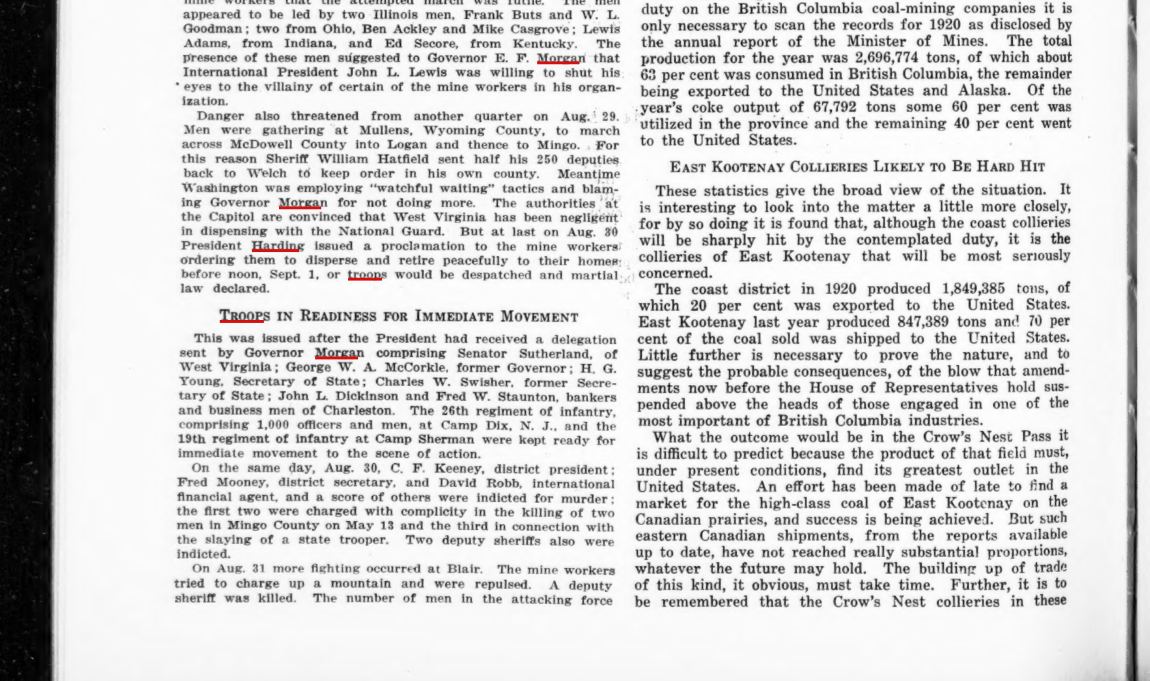 mine workers that the attempted march was futile. The men
appeared to be led by two Illinois men, Frank Buts and W. L.
Goodman; two from Ohio, Ben Ackley and Mike Casgrove; Lewis
Adams, from Indiana, and Ed Secore, from Kentucky. The
presence of these men suggested to Governor E. F. Morgan that
International President John L. Lewis was willing to shut his
eyes to the villainy of certain of the mine workers in his organ-
ization.
Danger also threatened from another quarter on Aug. 29.
Men were gathering at Mullens, Wyoming County, to march
across McDowell County into Logan and thence to Mingo. For
this reason Sheriff William Hatfield sent half his 250 deputies
back to Welch to keep order in his own county. Meantime
Washington was employing "watchful waiting" tactics and blam-
ing Governor Morgan for not doing more. The authorities at
the Capitol are convinced that West Virginia has been negligent
in dispensing with the National Guard. But at last on Aug. 30
President Harding issued a proclamation to the mine workers
ordering them to disperse and retire peacefully to their homes
before noon, Sept. 1, or troops would be despatched and martial
law declared.
TROOPS IN READINESS FOR IMMEDIATE MOVEMENT
This was issued after the President had received a delegation
sent by Governor Morgan comprising Senator Sutherland, of
West Virginia; George W. A. McCorkle, former Governor; H. G.
Young, Secretary of State; Charles W. Swisher, former Secre-
tary of State; John L. Dickinson and Fred W. Staunton, bankers
and business men of Charleston. The 26th regiment of infantry,
comprising 1,000 officers and men, at Camp Dix, N. J., and the
19th regiment of infantry at Camp Sherman were kept ready for
immediate movement to the scene of action.
On the same day, Aug. 30, C. F. Keeney, district president;
Fred Mooney, district secretary, and David Robb, international
financial agent, and a score of others were indicted for murder;
the first two were charged with complicity in the killing of two
men in Mingo County on May 13 and the third in connection with
the slaying of a state trooper. Two deputy sheriffs also were
indicted.
On Aug. 31 more fighting occurred at Blair. The mine workers
tried to charge up a mountain and were repulsed. A deputy
sheriff was killed. The number of men in the attacking force
duty on the British Columbia coal-mining companies it is
only necessary to scan the records for 1920 as disclosed by
the annual report of the Minister of Mines. The total
production for the year was 2,696,774 tons, of which about
63 per cent was consumed in British Columbia, the remainder
being exported to the United States and Alaska. Of the
year's coke output of 67,792 tons some 60 per cent was
utilized in the province and the remaining 40 per cent went
to the United States.
EAST KOOTENAY COLLIERIES LIKELY TO BE HARD HIT
These statistics give the broad view of the situation. It
is interesting to look into the matter a little more closely,
for by so doing it is found that, although the coast collieries
will be sharply hit by the contemplated duty, it is the
collieries of East Kootenay that will be most seriously
concerned.
The coast district in 1920 produced 1,849,385 tons, of
which 20 per cent was exported to the United States.
East Kootenay last year produced 847,389 tons and 70 per
cent of the coal sold was shipped to the United States.
Little further is necessary to prove the nature, and to
suggest the probable consequences, of the blow that amend-
ments now before the House of Representatives hold sus-
pended above the heads of those engaged in one of the
most important of British Columbia industries.
What the outcome would be in the Crow's Nest Pass it
is difficult to predict because the product of that field must,
under present conditions, find its greatest outlet in the
United States. An effort has been made of late to find a
market for the high-class coal of East Kootenay on the
Canadian prairies, and success is being achieved. But such
eastern Canadian shipments, from the reports available
up to date, have not reached really substantial proportions,
whatever the future may hold. The building up of trade
of this kind, it obvious, must take time. Further, it is to
be remembered that the Crow's Nest collieries in these